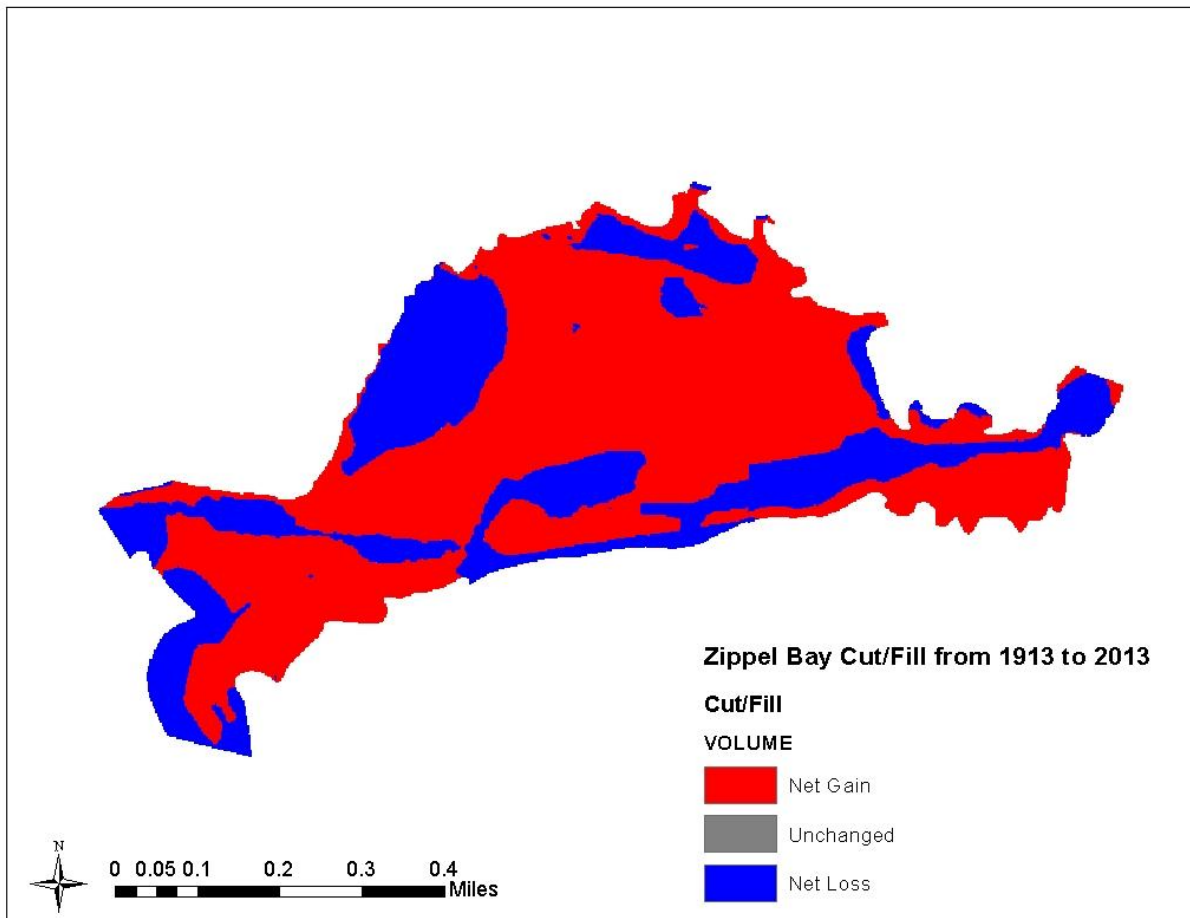 Zippel Bay Cut/Fill from 1913 to 2013
Cut/Fill
VOLUME
Net Gain
Unchanged
Net Loss
N
0 0.05 0.1 0.2 0.3 0.4
Miles